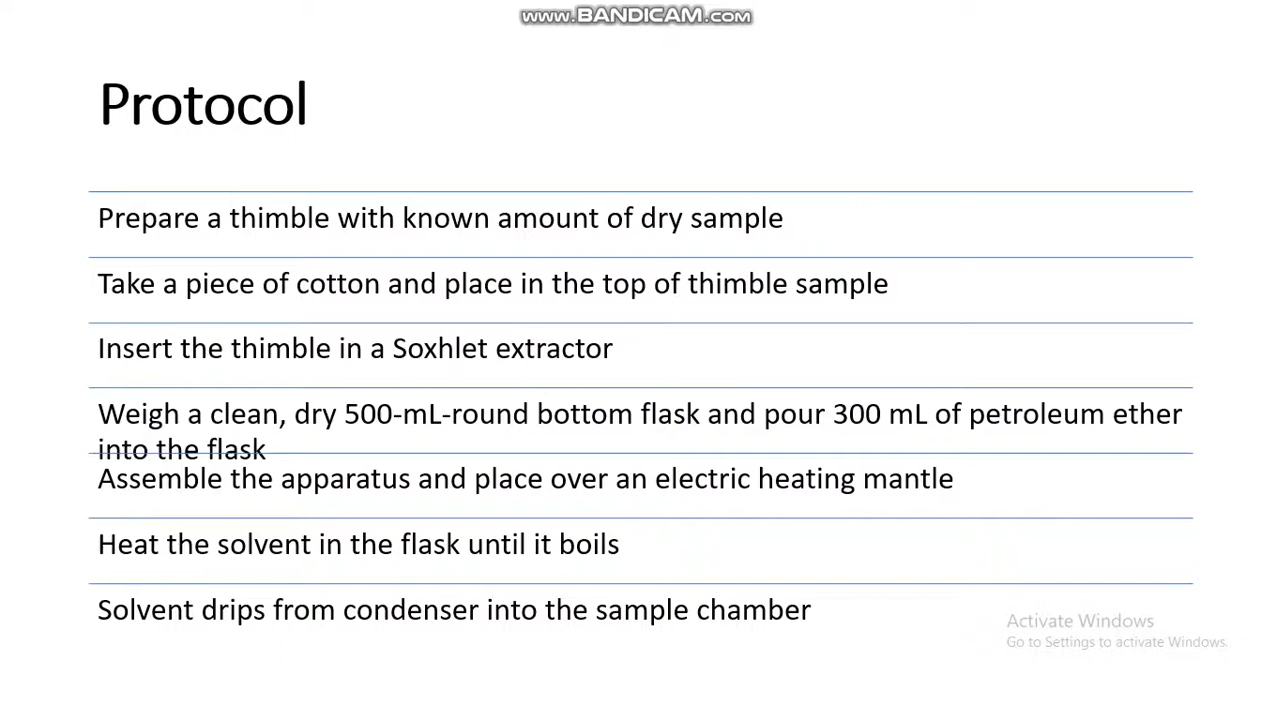 www.BANDICAM.com
Protocol
Prepare a thimble with known amount of dry sample
Take a piece of cotton and place in the top of thimble sample
Insert the thimble in a Soxhlet extractor
Weigh a clean, dry 500-mL-round bottom flask and pour 300 mL of petroleum ether
into the flask
Assemble the apparatus and place over an electric heating mantle
Heat the solvent in the flask until it boils
Solvent drips from condenser into the sample chamber
Activate Windows
Go to Settings to activate Windows.